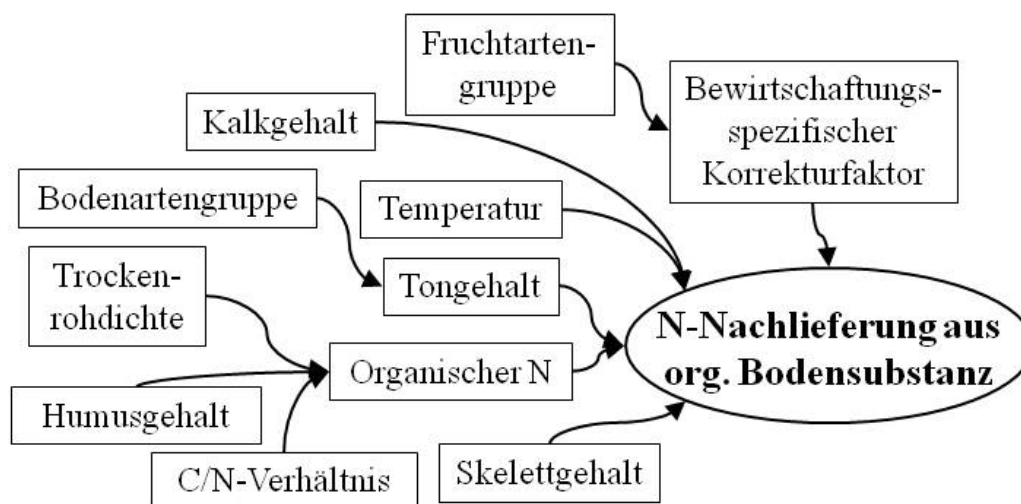 Fruchtarten-
gruppe
Bewirtschaftungs-
spezifischer
Korrekturfaktor
Kalkgehalt
Bodenartengruppe
Temperatur
Trocken-
rohdichte
Tongehalt
N-Nachlieferung aus
org. Bodensubstanz
Organischer N
Humusgehalt
C/N-Verhältnis
Skelettgehalt